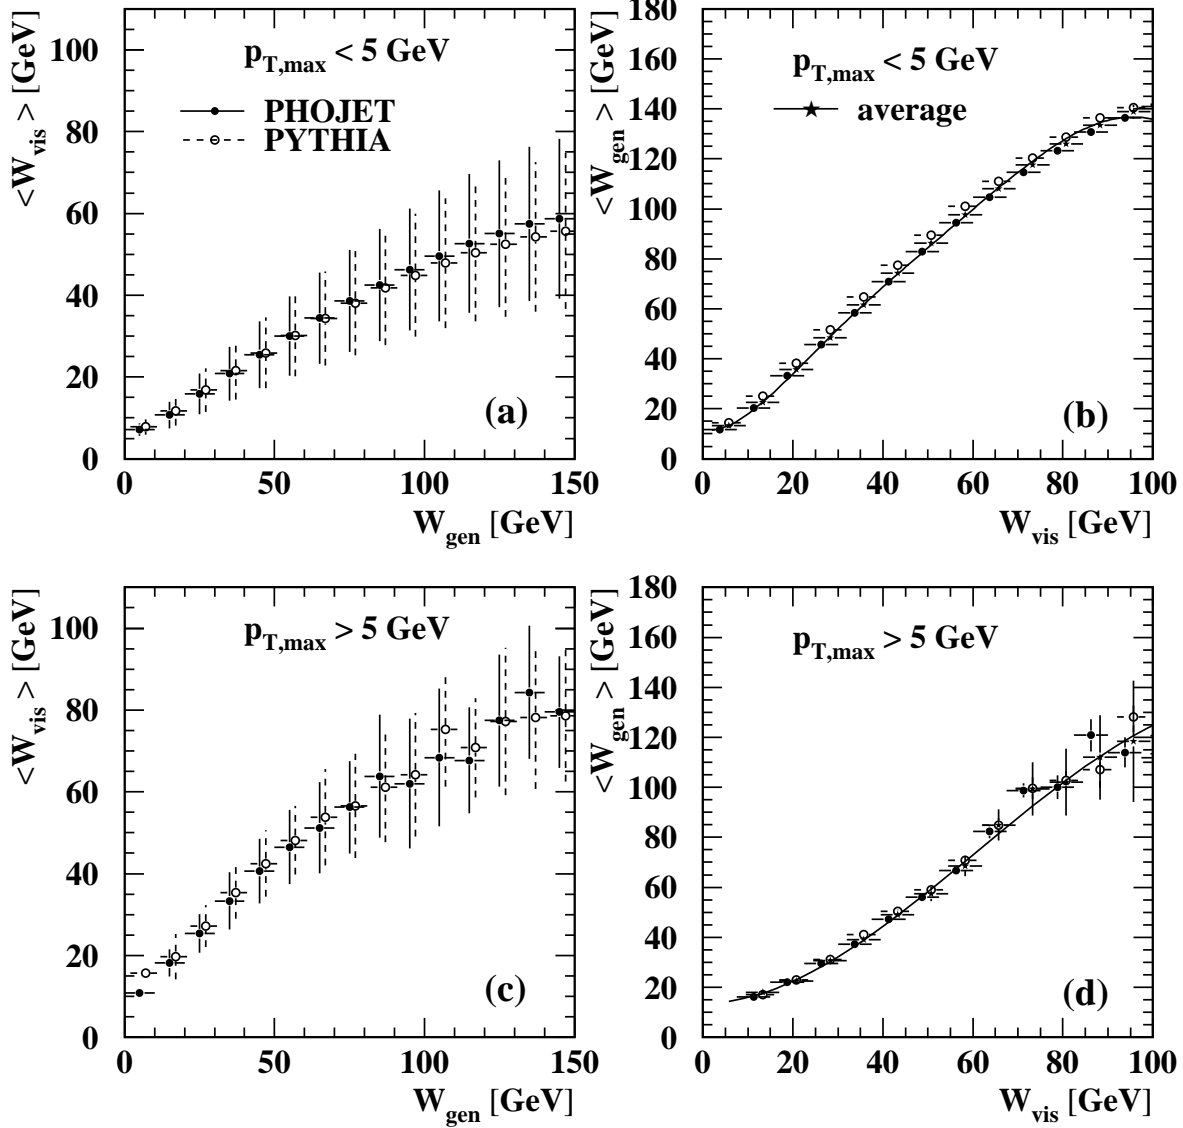 <W_vis> [GeV]
100
80
60
40
20
0
p_T,max < 5 GeV
PHOJET
PYTHIA
(a)
0 50 100 150
W_gen [GeV]
<W_gen> [GeV]
180
160
140
120
100
80
60
40
20
0
p_T,max < 5 GeV
average
(b)
0 20 40 60 80 100
W_vis [GeV]
<W_vis> [GeV]
100
80
60
40
20
0
p_T,max > 5 GeV
(c)
0 50 100 150
W_gen [GeV]
<W_gen> [GeV]
180
160
140
120
100
80
60
40
20
0
p_T,max > 5 GeV
(d)
0 20 40 60 80 100
W_vis [GeV]